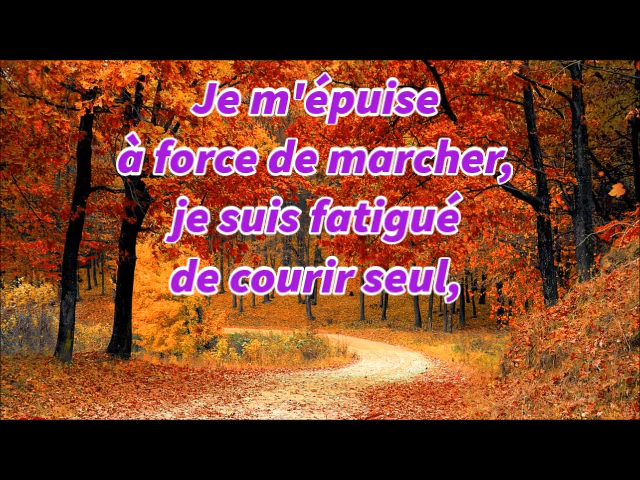 Je m'épuise
à force de marcher,
je suis fatigué
de courir seul,